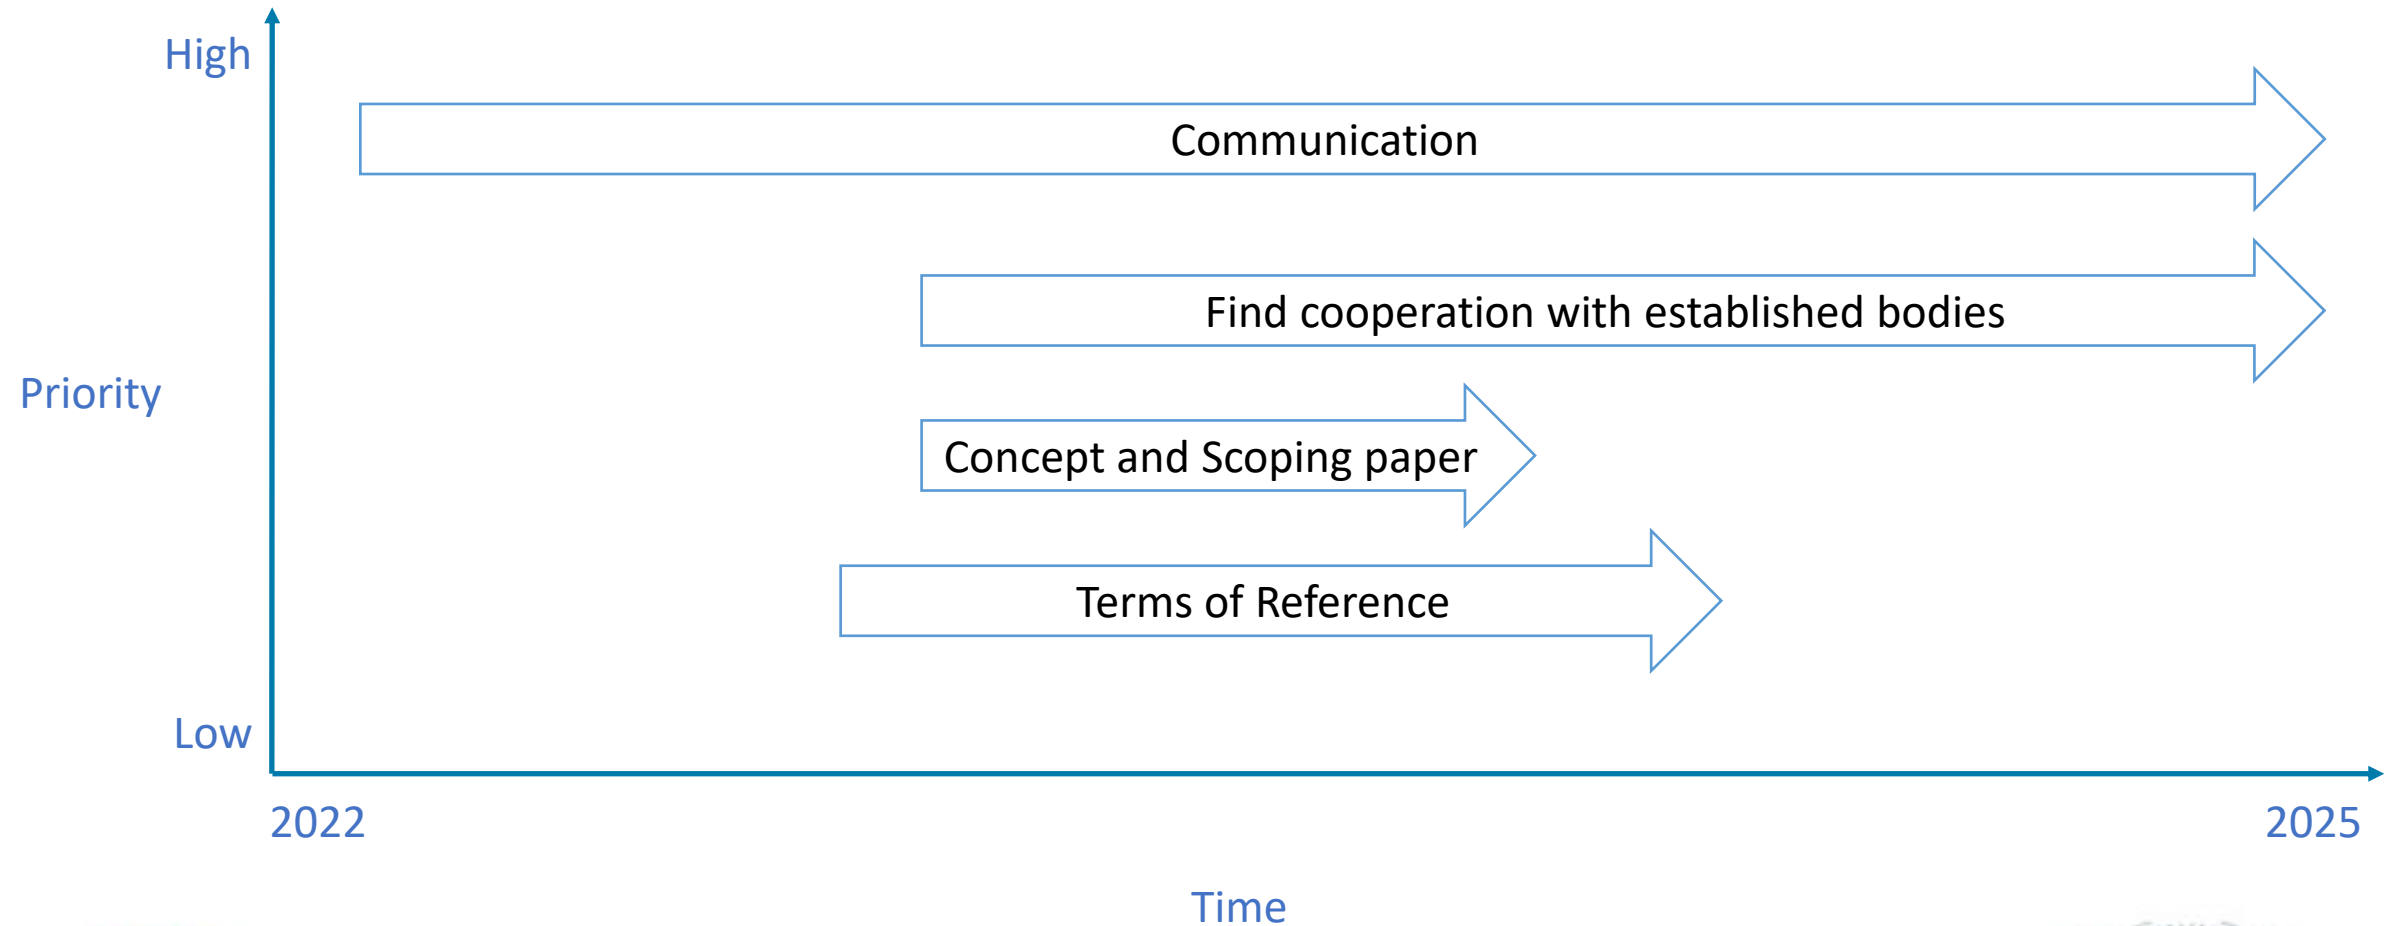 High
Communication
Find cooperation with established bodies
Priority
Concept and Scoping paper
Terms of Reference
Low
2022
2025
Time